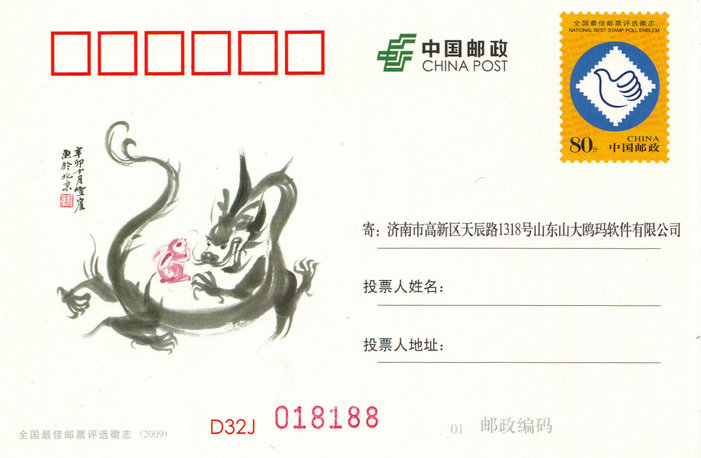 中国邮政
CHINA POST
全国最佳邮票评选徽志
NATIONAL BEST STAMP POLL EMBLEM
CHINA
80分 中国邮政
辛卯十月雪崖
画於北京
寄：济南市高新区天辰路1318号山东山大鸥玛软件有限公司
投票人姓名：
投票人地址：
D32J 018188
01 邮政编码
全国最佳邮票评选徽志 (2009)